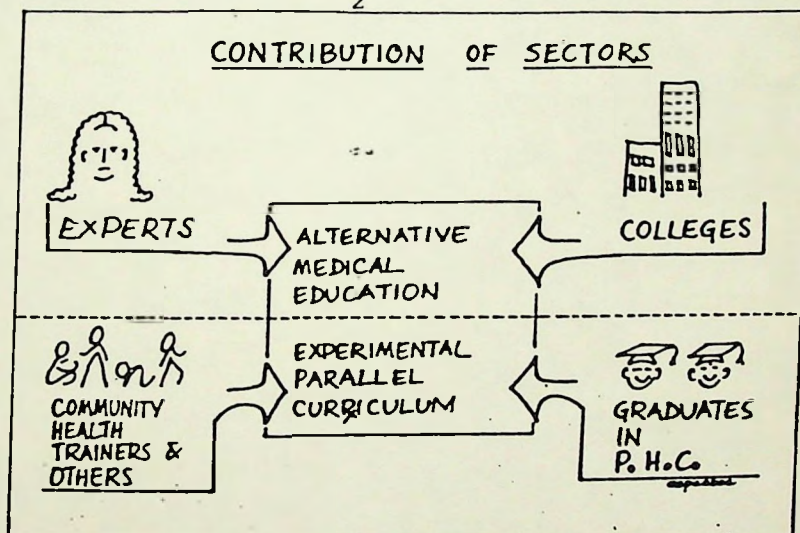 2
CONTRIBUTION OF SECTORS
EXPERTS
COLLEGES
ALTERNATIVE
MEDICAL
EDUCATION
COMMUNITY
HEALTH
TRAINERS &
OTHERS
EXPERIMENTAL
PARALLEL
CURRICULUM
GRADUATES
IN
P. H. C.